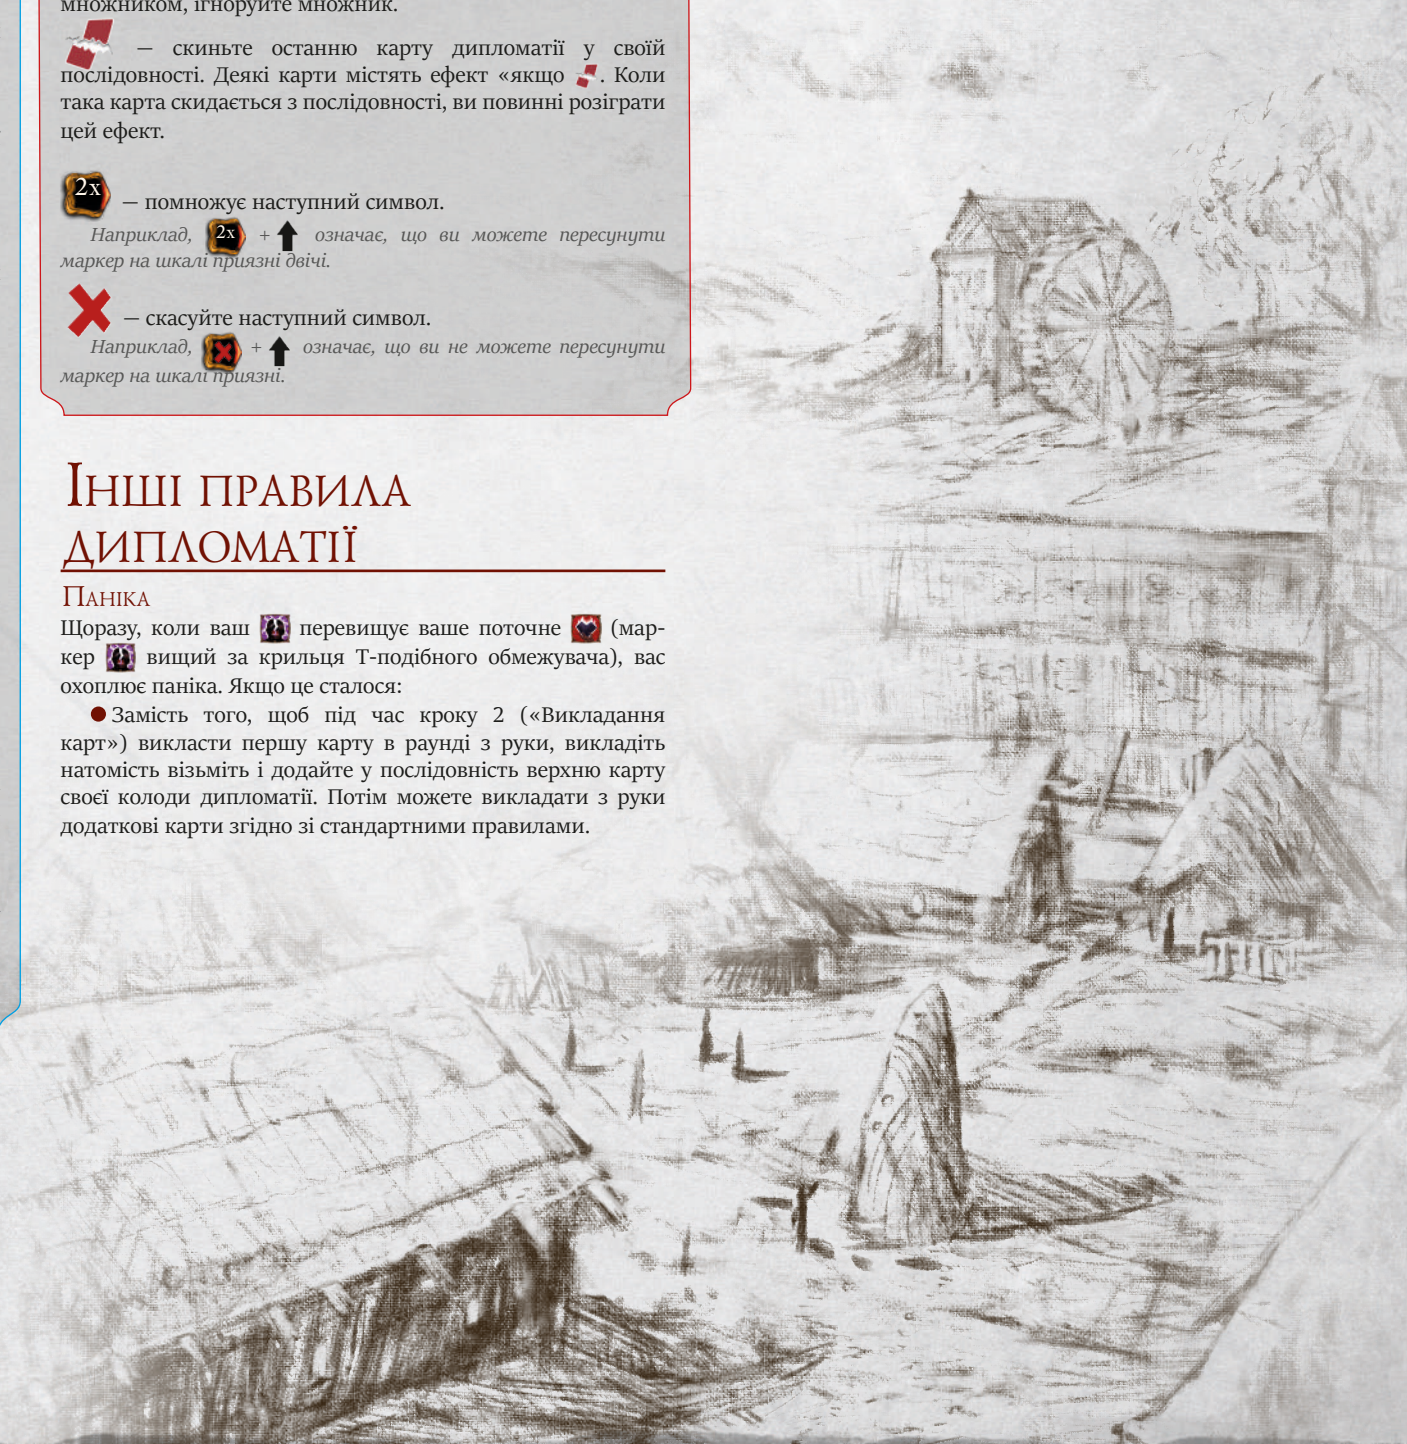 множником, ігноруйте множник.
— скиньте останню карту дипломатії у своїй
послідовності. Деякі карти містять ефект «якщо . Коли
така карта скидається з послідовності, ви повинні розіграти
цей ефект.
2x — помножує наступний символ.
Наприклад, 2x + означає, що ви можете пересунути
маркер на шкалі приязні двічі.
— скасуйте наступний символ.
Наприклад, + означає, що ви не можете пересунути
маркер на шкалі приязні.
Інші правила
дипломатії
Паніка
Щоразу, коли ваш перевищує ваше поточне (мар-
кер вищий за крильця Т-подібного обмежувача), вас
охоплює паніка. Якщо це сталося:
● Замість того, щоб під час кроку 2 («Викладання
карт») викласти першу карту в раунді з руки, викладіть
натомість візьміть і додайте у послідовність верхню карту
своєї колоди дипломатії. Потім можете викладати з руки
додаткові карти згідно зі стандартними правилами.